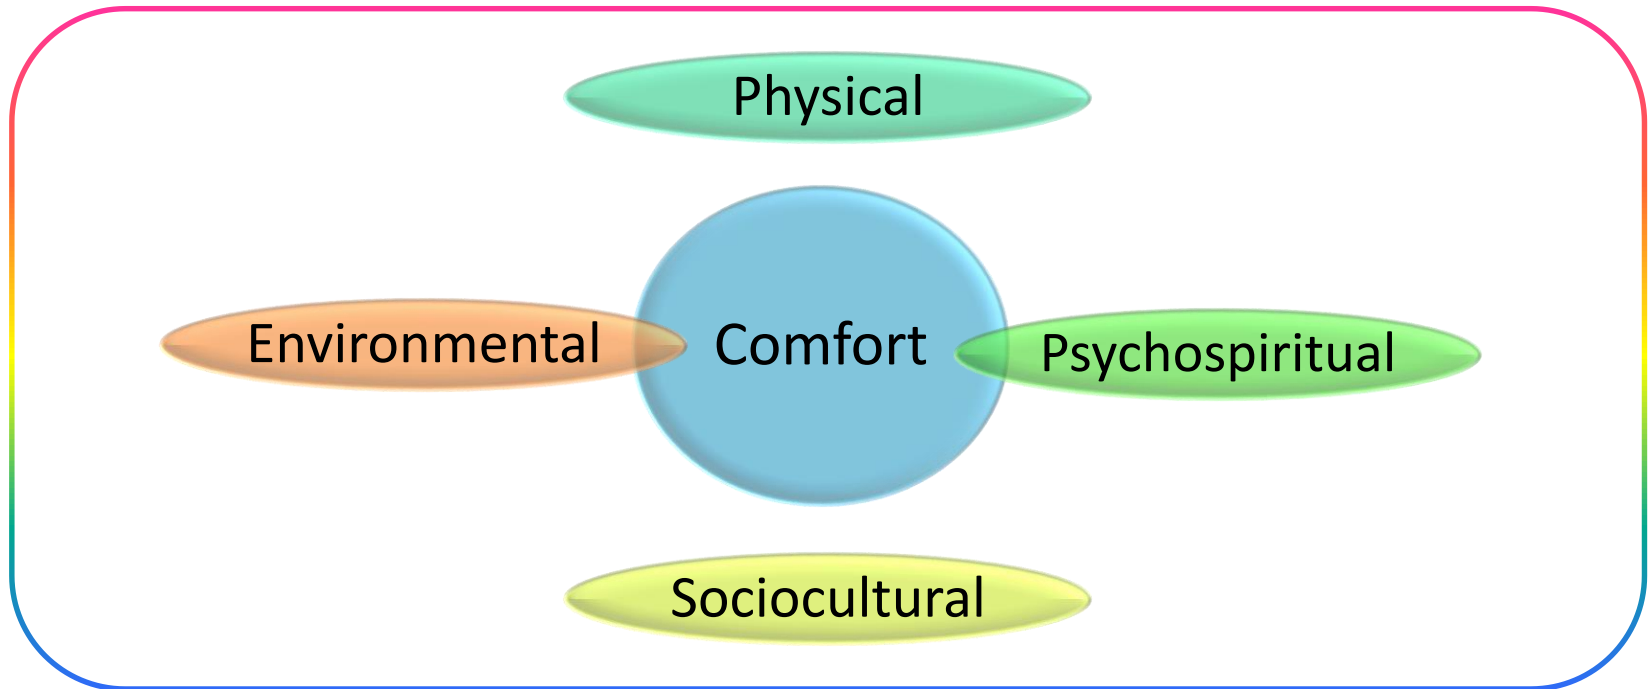 Physical
Environmental
Comfort
Psychospiritual
Sociocultural